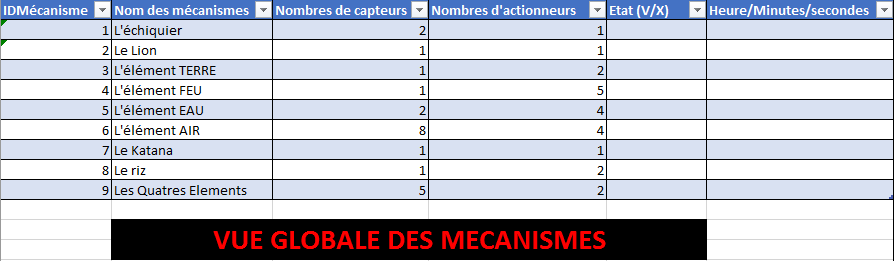 IDMécanisme Nom des mécanismes Nombres de capteurs Nombres d'actionneurs Etat (V/X) Heure/Minutes/secondes
1 L'échiquier 2 1
2 Le Lion 1 1
3 L'élément TERRE 1 2
4 L'élément FEU 1 5
5 L'élément EAU 2 4
6 L'élément AIR 8 4
7 Le Katana 1 1
8 Le riz 1 2
9 Les Quatres Elements 5 2
VUE GLOBALE DES MECANISMES